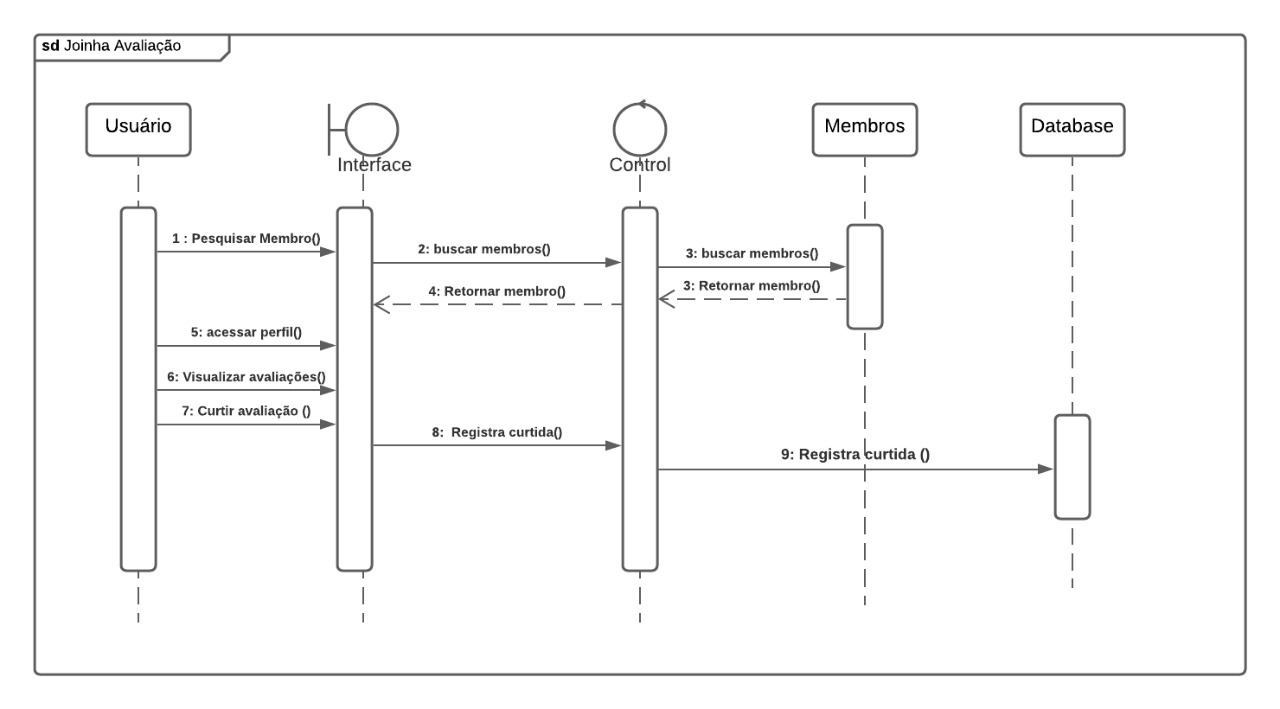 sd Joinha Avaliação
Usuário
Interface
Control
Membros
Database
1 : Pesquisar Membro()
2: buscar membros()
3: buscar membros()
3: Retornar membro()
4: Retornar membro()
5: acessar perfil()
6: Visualizar avaliações()
7: Curtir avaliação ()
8:  Registra curtida()
9: Registra curtida ()